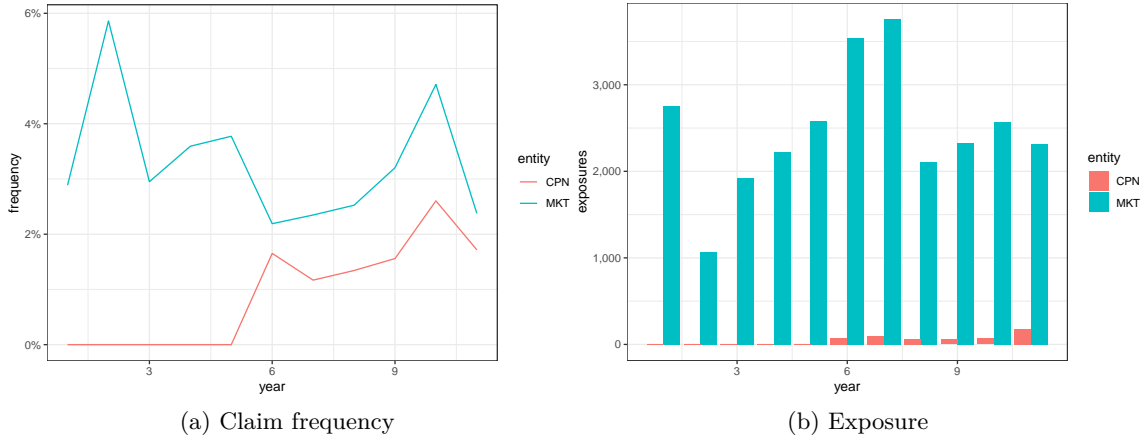 6%
4%
2%
0%
frequency
3
6
9
year
entity
CPN
MKT
(a) Claim frequency
3,000
2,000
1,000
0
exposures
3
6
9
year
entity
CPN
MKT
(b) Exposure